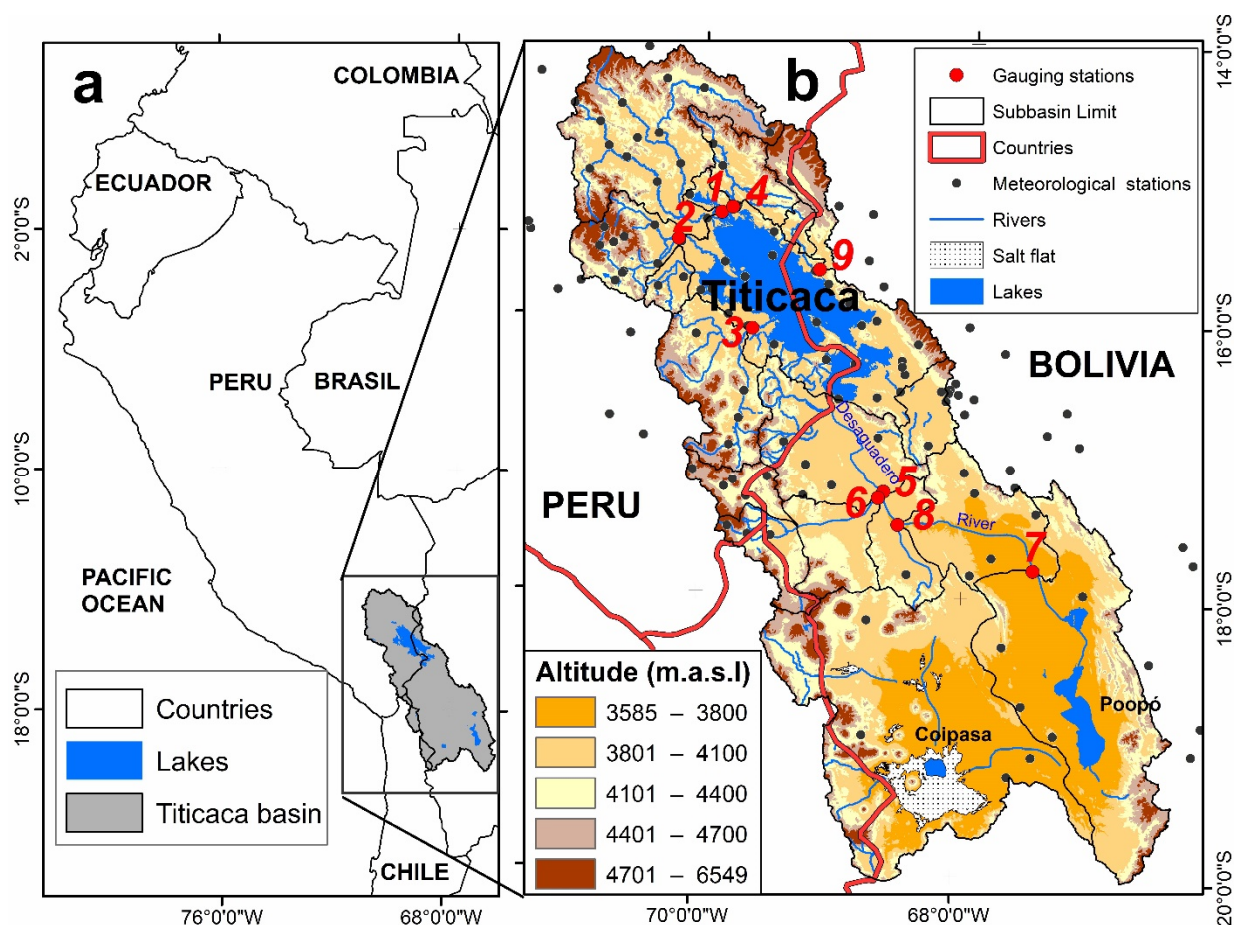 a
COLOMBIA
ECUADOR
PERU
BRASIL
PACIFIC
OCEAN
CHILE
Countries
Lakes
Titicaca basin
2°0'0"S
10°0'0"S
18°0'0"S
76°0'0"W
68°0'0"W
b
Gauging stations
Subbasin Limit
Countries
Meteorological stations
Rivers
Salt flat
Lakes
1
4
2
9
Titicaca
3
BOLIVIA
Desaguadero
PERU
5
6
8
River
7
Poopó
Coipasa
Altitude (m.a.s.l)
3585 – 3800
3801 – 4100
4101 – 4400
4401 – 4700
4701 – 6549
14°0'0"S
16°0'0"S
18°0'0"S
20°0'0"S
70°0'0"W
68°0'0"W